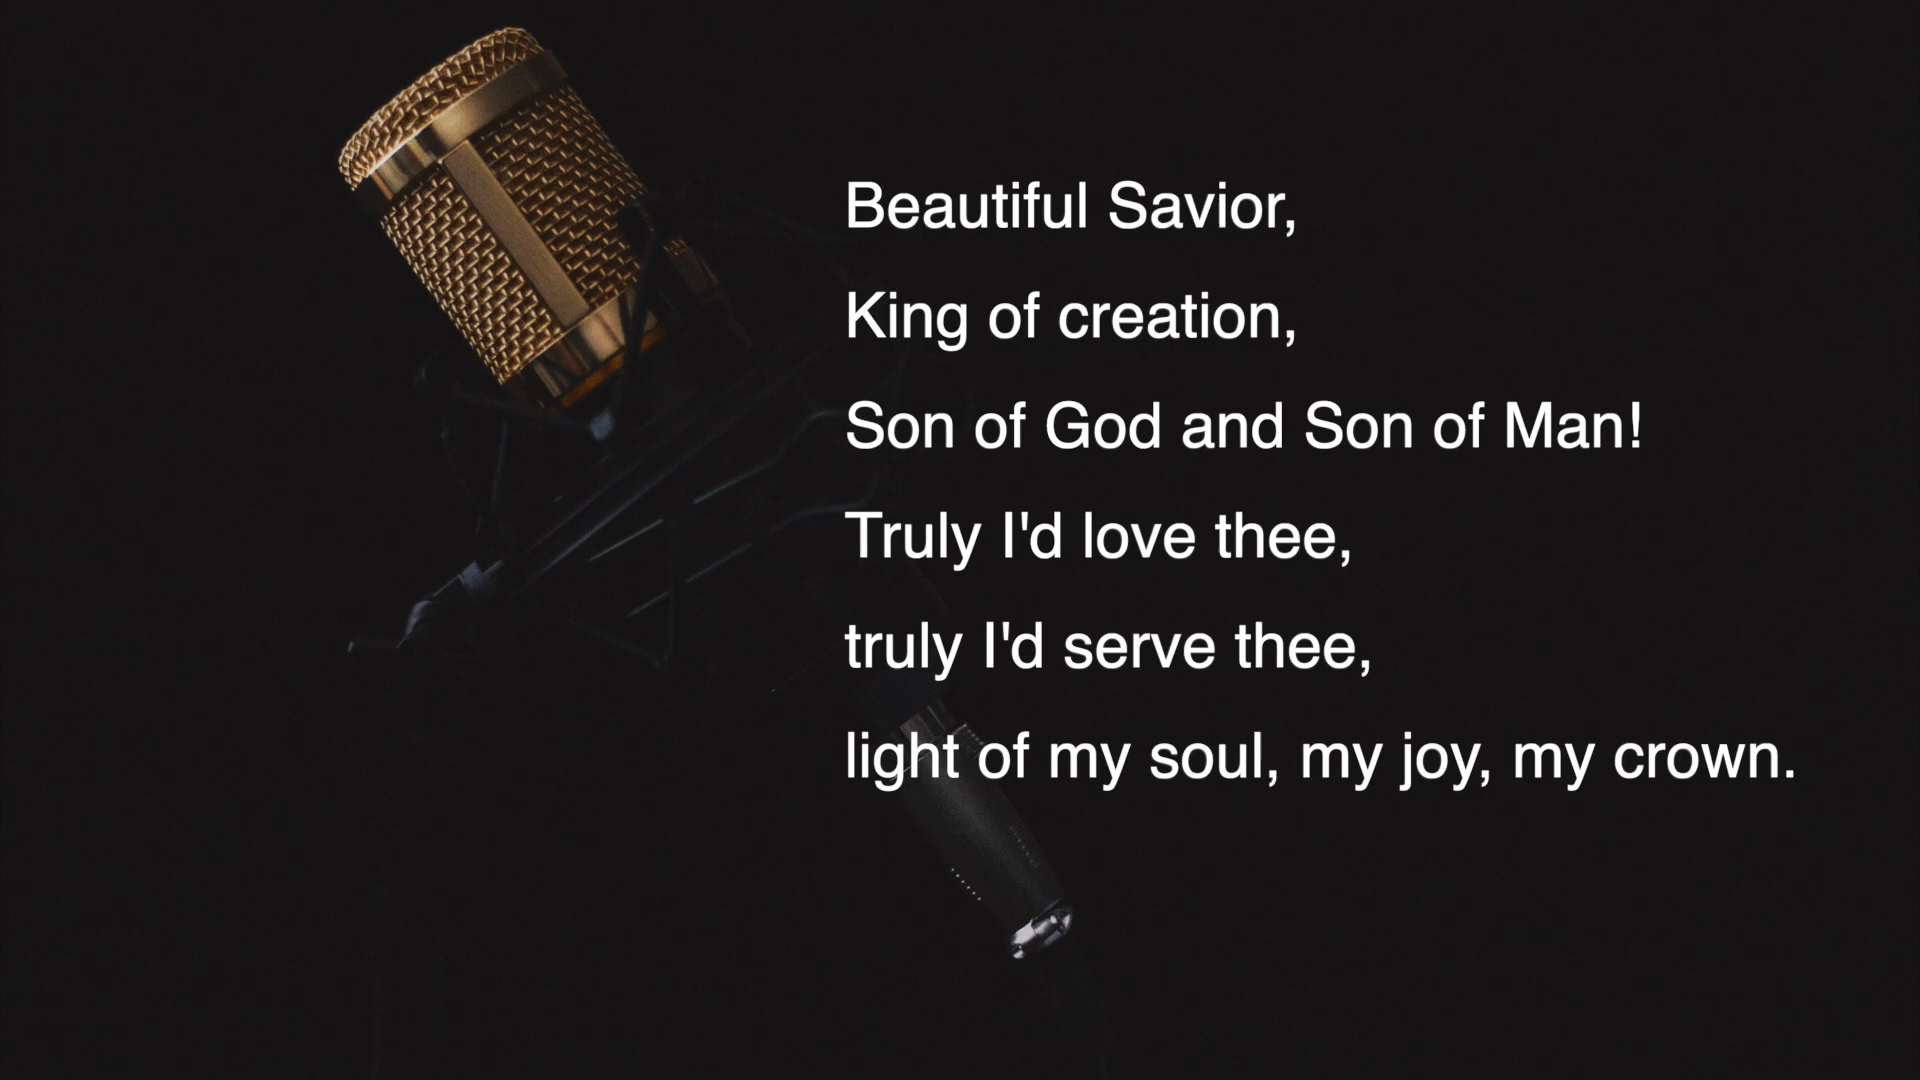 Beautiful Savior,
King of creation,
Son of God and Son of Man!
Truly I'd love thee,
truly I'd serve thee,
light of my soul, my joy, my crown.